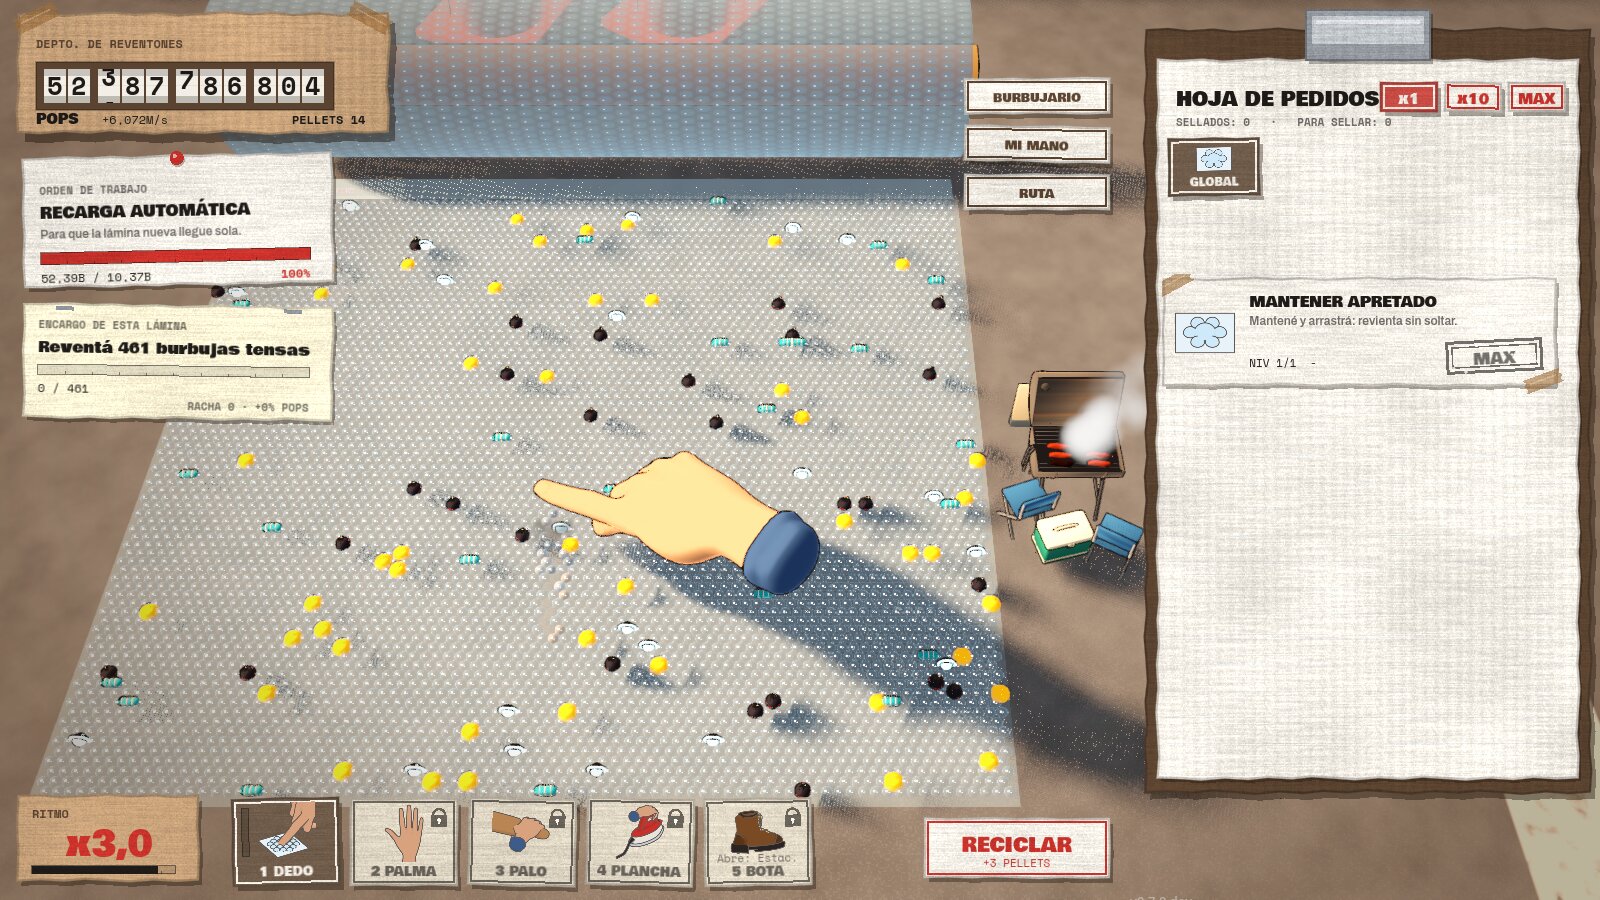 DEPTO. DE REVENTONES
52 387 786 804
POPS +6,072M/s PELLETS 14
ORDEN DE TRABAJO
RECARGA AUTOMÁTICA
Para que la lámina nueva llegue sola.
52,39B / 10,37B 100%
ENCARGO DE ESTA LÁMINA
Reventá 461 burbujas tensas
0 / 461
RACHA 0 · +0% POPS
BURBUJARIO
MI MANO
RUTA
HOJA DE PEDIDOS x1 x10 MAX
SELLADOS: 0 · PARA SELLAR: 0
GLOBAL
MANTENER APRETADO
Mantené y arrastrá: revienta sin soltar.
NIV 1/1 -
MAX
RITMO
x3,0
1 DEDO
2 PALMA
3 PALO
4 PLANCHA
Abre: Estac.
5 BOTA
RECICLAR
+3 PELLETS